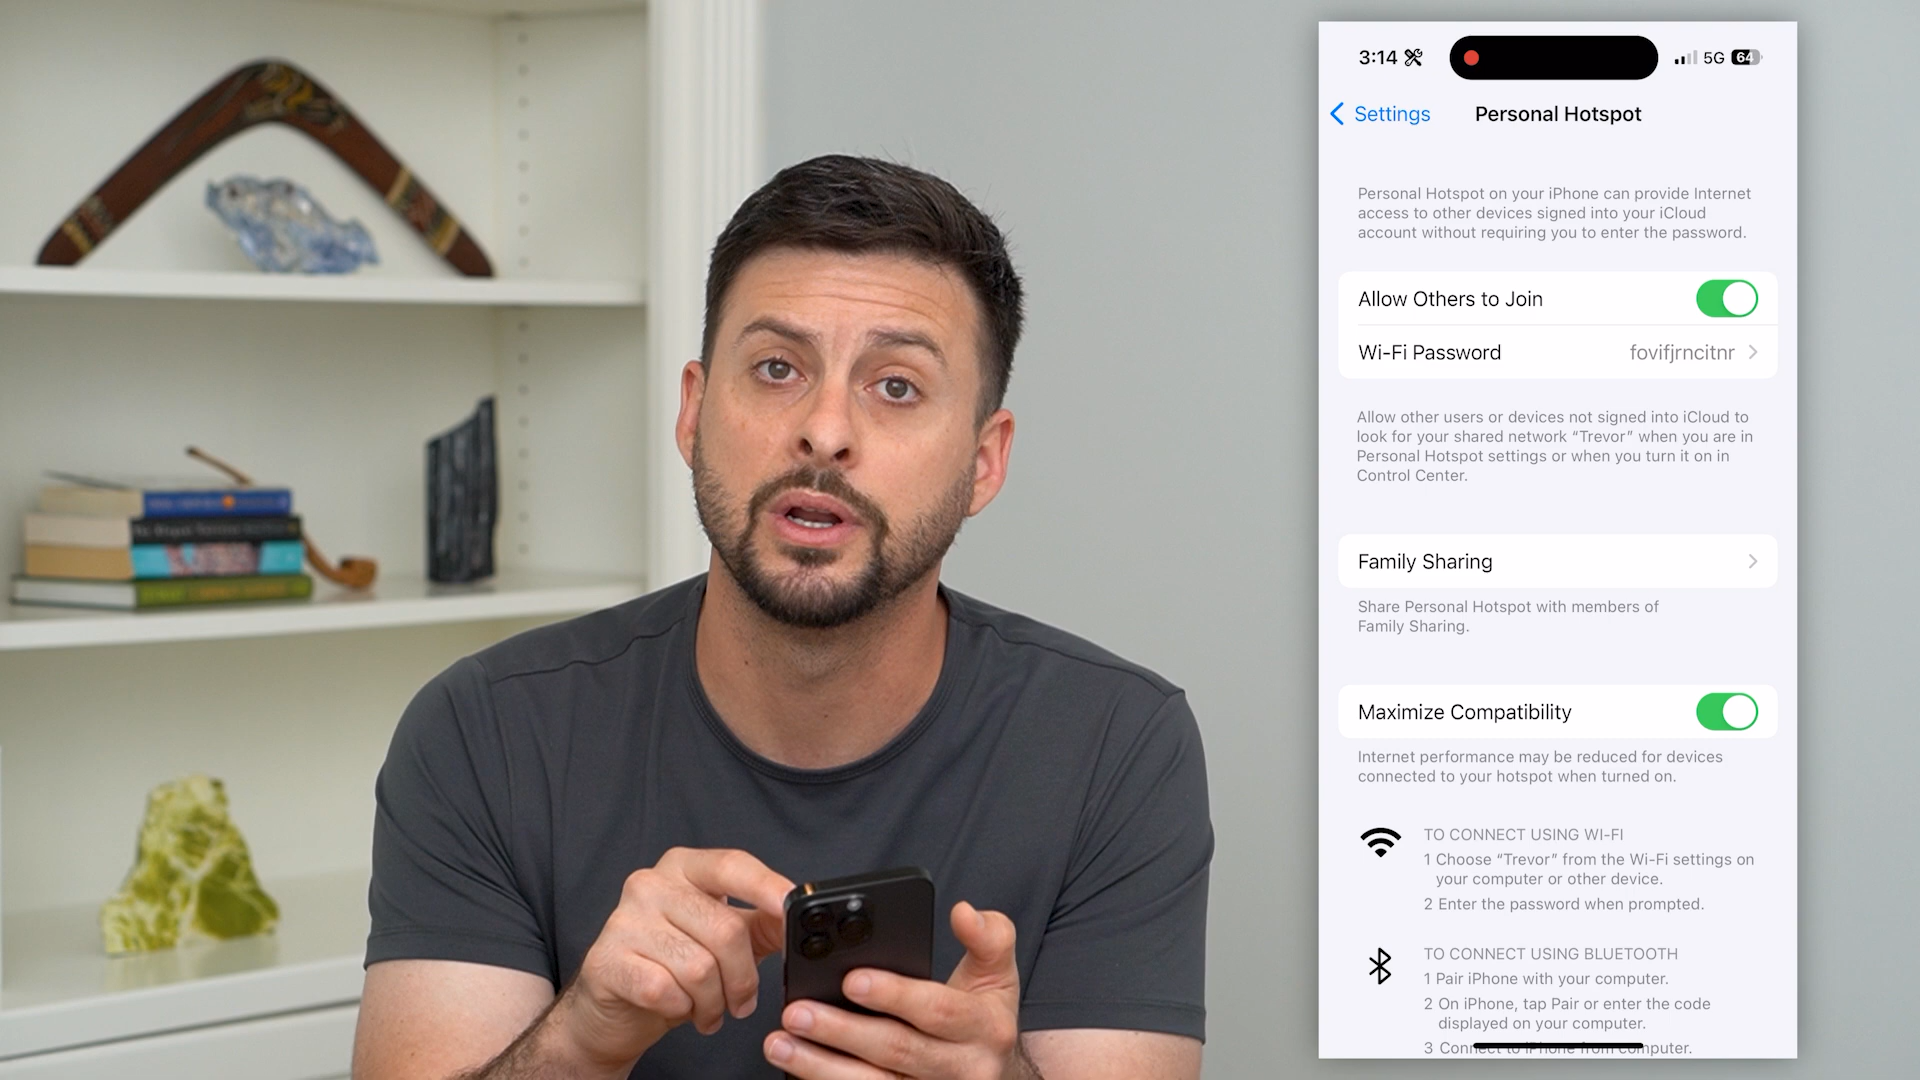 3:14
5G 64
Settings
Personal Hotspot
Personal Hotspot on your iPhone can provide Internet
access to other devices signed into your iCloud
account without requiring you to enter the password.
Allow Others to Join
Wi-Fi Password fovifjrncitnr
Allow other users or devices not signed into iCloud to
look for your shared network “Trevor” when you are in
Personal Hotspot settings or when you turn it on in
Control Center.
Family Sharing
Share Personal Hotspot with members of
Family Sharing.
Maximize Compatibility
Internet performance may be reduced for devices
connected to your hotspot when turned on.
TO CONNECT USING WI-FI
1 Choose “Trevor” from the Wi-Fi settings on
your computer or other device.
2 Enter the password when prompted.
TO CONNECT USING BLUETOOTH
1 Pair iPhone with your computer.
2 On iPhone, tap Pair or enter the code
displayed on your computer.
3 Connect to iPhone from computer.